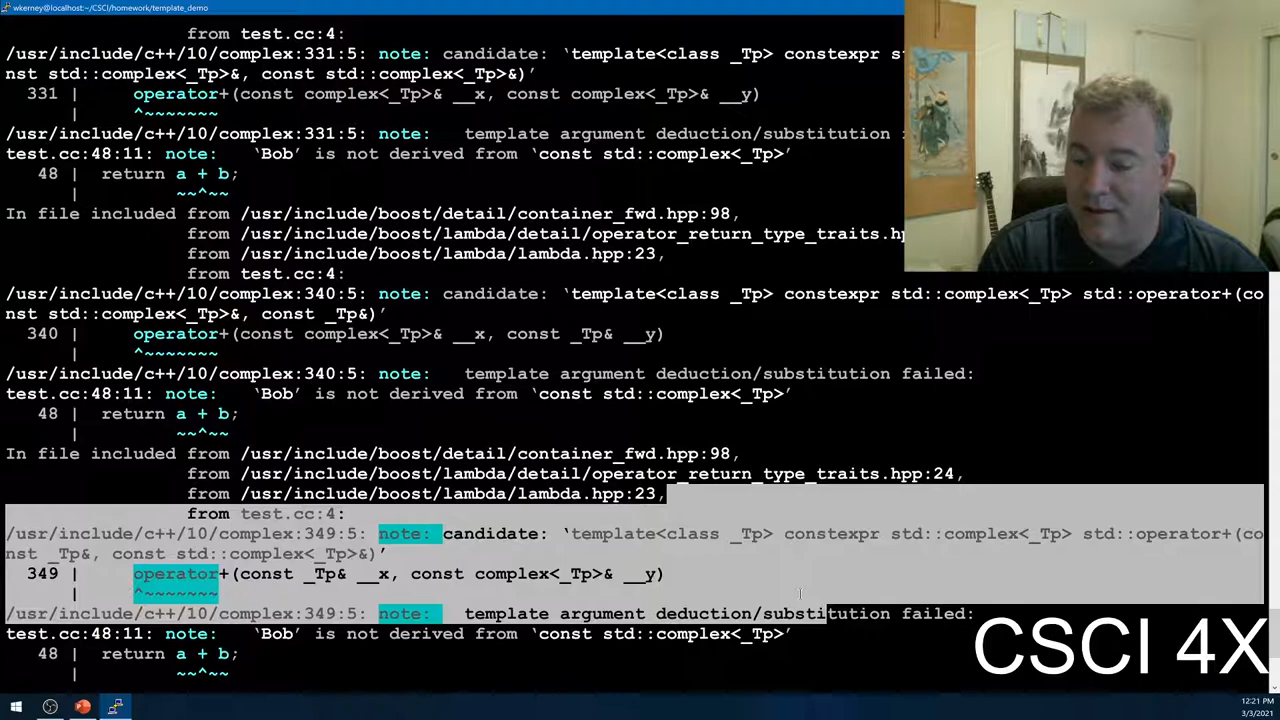 wkerney@localhost:~/CSCI/homework/template_demo
from test.cc:4:
/usr/include/c++/10/complex:331:5: note: candidate: ‘template<class _Tp> constexpr s
nst std::complex<_Tp>&, const std::complex<_Tp>&)’
331 | operator+(const complex<_Tp>& __x, const complex<_Tp>& __y)
| ^~~~~~~~
/usr/include/c++/10/complex:331:5: note:   template argument deduction/substitution
test.cc:48:11: note:   ‘Bob’ is not derived from ‘const std::complex<_Tp>’
48 | return a + b;
| ~~^~~
In file included from /usr/include/boost/detail/container_fwd.hpp:98,
from /usr/include/boost/lambda/detail/operator_return_type_traits.h
from /usr/include/boost/lambda/lambda.hpp:23,
from test.cc:4:
/usr/include/c++/10/complex:340:5: note: candidate: ‘template<class _Tp> constexpr std::complex<_Tp> std::operator+(co
nst std::complex<_Tp>&, const _Tp&)’
340 | operator+(const complex<_Tp>& __x, const _Tp& __y)
| ^~~~~~~~
/usr/include/c++/10/complex:340:5: note:   template argument deduction/substitution failed:
test.cc:48:11: note:   ‘Bob’ is not derived from ‘const std::complex<_Tp>’
48 | return a + b;
| ~~^~~
In file included from /usr/include/boost/detail/container_fwd.hpp:98,
from /usr/include/boost/lambda/detail/operator_return_type_traits.hpp:24,
from /usr/include/boost/lambda/lambda.hpp:23,
from test.cc:4:
/usr/include/c++/10/complex:349:5: note: candidate: ‘template<class _Tp> constexpr std::complex<_Tp> std::operator+(co
nst _Tp&, const std::complex<_Tp>&)’
349 | operator+(const _Tp& __x, const complex<_Tp>& __y)
| ^~~~~~~~
/usr/include/c++/10/complex:349:5: note:   template argument deduction/substitution failed:
test.cc:48:11: note:   ‘Bob’ is not derived from ‘const std::complex<_Tp>’
48 | return a + b;
| ~~^~~
CSCI 4X
12:21 PM
3/3/2021